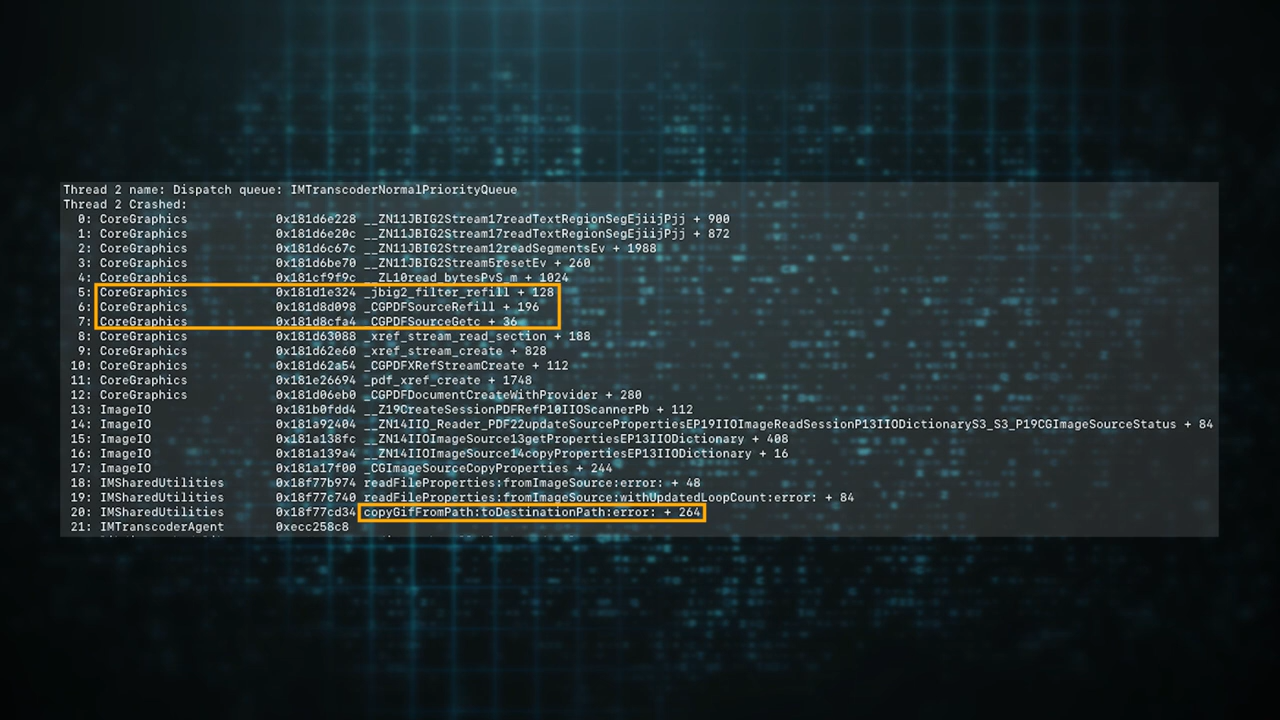 Thread 2 name: Dispatch queue: IMTranscoderNormalPriorityQueue
Thread 2 Crashed:
0: CoreGraphics 0x181d6e228 __ZN11JBIG2Stream17readTextRegionSegEjiijPjj + 900
1: CoreGraphics 0x181d6e20c __ZN11JBIG2Stream17readTextRegionSegEjiijPjj + 872
2: CoreGraphics 0x181d6c67c __ZN11JBIG2Stream12readSegmentsEv + 1988
3: CoreGraphics 0x181d6be70 __ZN11JBIG2Stream5resetEv + 260
4: CoreGraphics 0x181cf9f9c __ZL10read_bytesPvS_m + 1024
5: CoreGraphics 0x181d1e324 _jbig2_filter_refill + 128
6: CoreGraphics 0x181d8d098 _CGPDFSourceRefill + 196
7: CoreGraphics 0x181d8cfa4 _CGPDFSourceGetc + 36
8: CoreGraphics 0x181d63088 _xref_stream_read_section + 188
9: CoreGraphics 0x181d62e60 _xref_stream_create + 828
10: CoreGraphics 0x181d62a54 _CGPDFXRefStreamCreate + 112
11: CoreGraphics 0x181e26694 _pdf_xref_create + 1748
12: CoreGraphics 0x181d06eb0 _CGPDFDocumentCreateWithProvider + 280
13: ImageIO 0x181b0fdd4 __Z19CreateSessionPDFRefP10IIOScannerPb + 112
14: ImageIO 0x181a92404 __ZN14IIO_Reader_PDF22updateSourcePropertiesEP19IIOImageReadSessionP13IIODictionaryS3_S3_P19CGImageSourceStatus + 84
15: ImageIO 0x181a138fc __ZN14IIOImageSource13getPropertiesEP13IIODictionary + 408
16: ImageIO 0x181a139a4 __ZN14IIOImageSource14copyPropertiesEP13IIODictionary + 16
17: ImageIO 0x181a17f00 _CGImageSourceCopyProperties + 244
18: IMSharedUtilities 0x18f77b974 readFileProperties:fromImageSource:error: + 48
19: IMSharedUtilities 0x18f77c740 readFileProperties:fromImageSource:withUpdatedLoopCount:error: + 84
20: IMSharedUtilities 0x18f77cd34 copyGifFromPath:toDestinationPath:error: + 264
21: IMTranscoderAgent 0xecc258c8